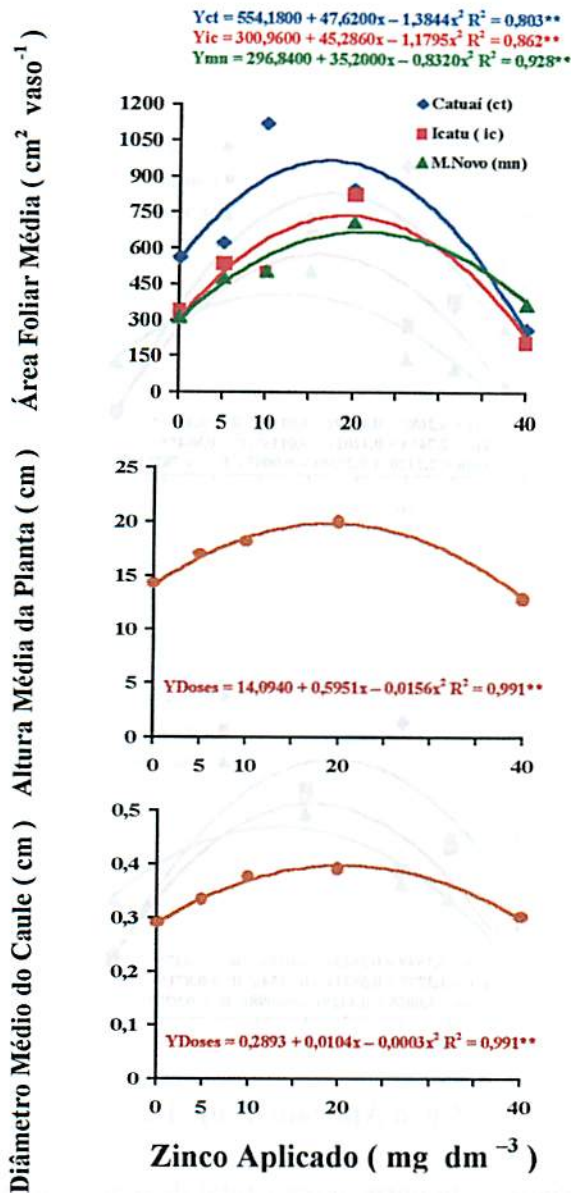 Yct = 554,1800 + 47,6200x – 1,3844x² R² = 0,803**
Yic = 300,9600 + 45,2860x – 1,1795x² R² = 0,862**
Ymn = 296,8400 + 35,2000x – 0,8320x² R² = 0,928**
Área Foliar Média ( cm² vaso⁻¹ )
1200
1050
900
750
600
450
300
150
0
Catuaí (ct)
Icatu ( ic)
M.Novo (mn)
0 5 10 20 40
Altura Média da Planta ( cm )
25
20
15
10
5
0
YDoses = 14,0940 + 0,5951x – 0,0156x² R² = 0,991**
0 5 10 20 40
Diâmetro Médio do Caule ( cm )
0,5
0,4
0,3
0,2
0,1
0
YDoses = 0,2893 + 0,0104x – 0,0003x² R² = 0,991**
0 5 10 20 40
Zinco Aplicado ( mg dm ⁻³ )